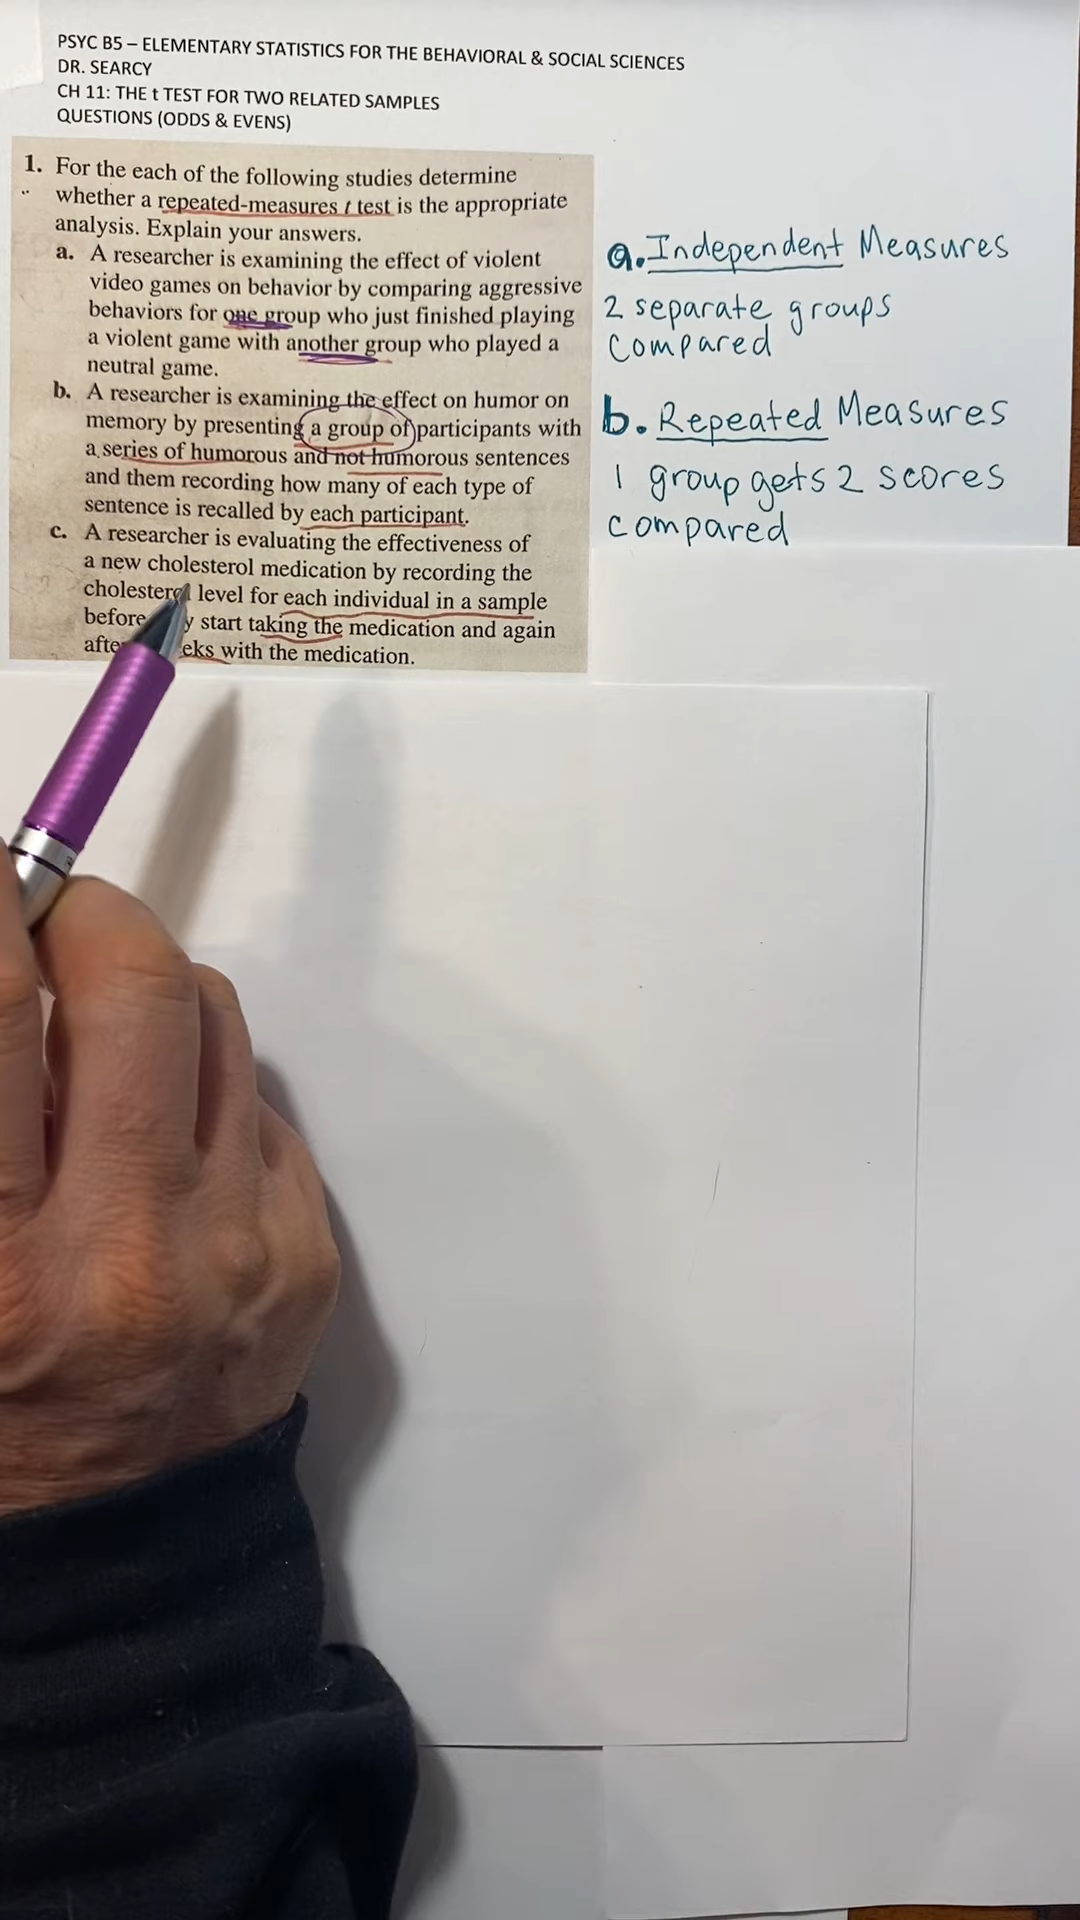 PSYC B5 – ELEMENTARY STATISTICS FOR THE BEHAVIORAL & SOCIAL SCIENCES
DR. SEARCY
CH 11: THE t TEST FOR TWO RELATED SAMPLES
QUESTIONS (ODDS & EVENS)
1. For the each of the following studies determine
whether a repeated-measures t test is the appropriate
analysis. Explain your answers.
a. A researcher is examining the effect of violent
video games on behavior by comparing aggressive
behaviors for one group who just finished playing
a violent game with another group who played a
neutral game.
b. A researcher is examining the effect on humor on
memory by presenting a group of participants with
a series of humorous and not humorous sentences
and them recording how many of each type of
sentence is recalled by each participant.
c. A researcher is evaluating the effectiveness of
a new cholesterol medication by recording the
cholesterol level for each individual in a sample
before start taking the medication and again
with the medication.
a. Independent Measures
2 separate groups
compared
b. Repeated Measures
1 group gets 2 scores
compared